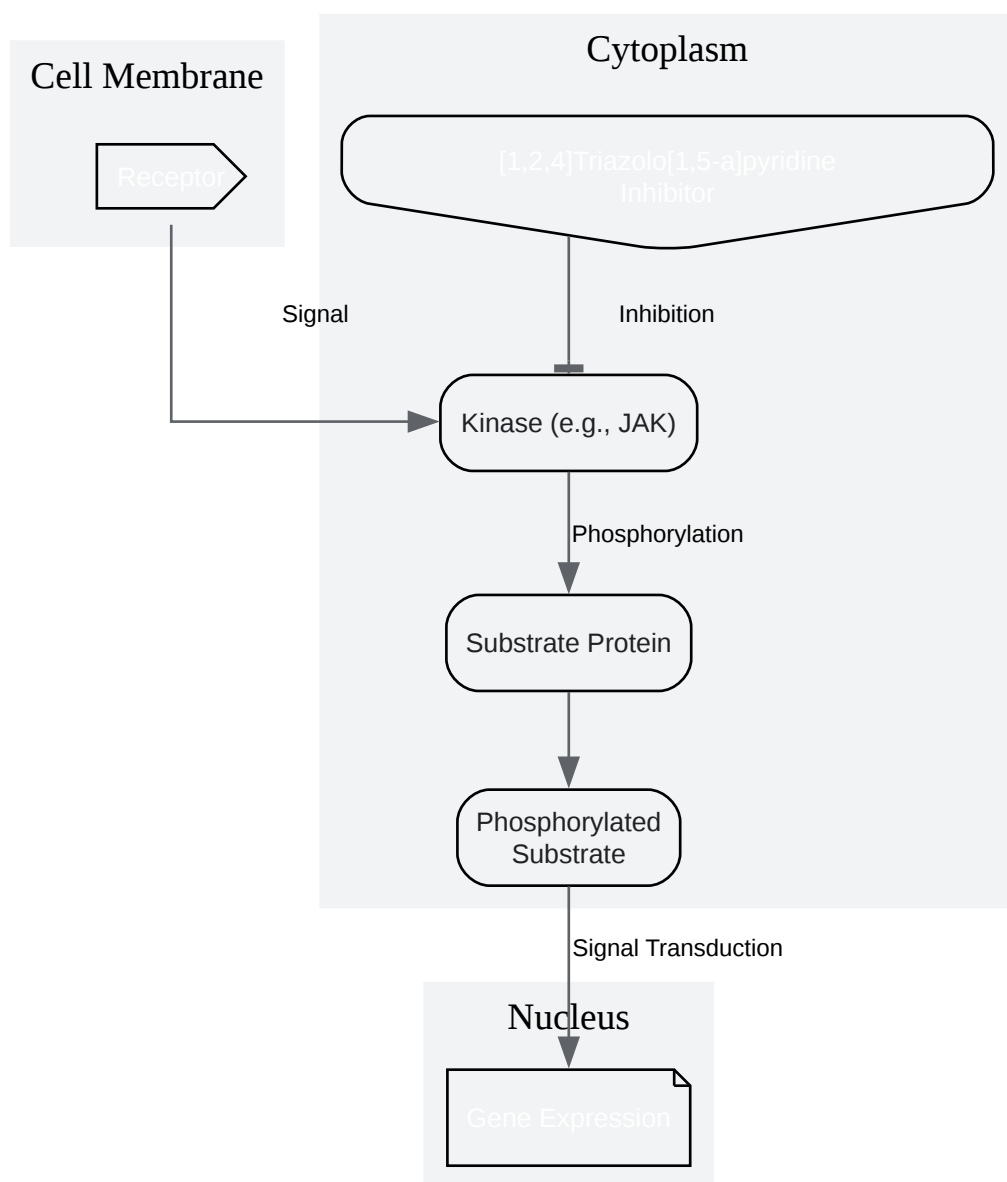 Cytoplasm
Cell Membrane
[1,2,4]Triazolo[1,5-a]pyridine
Inhibitor
Receptor
Signal
Inhibition
Kinase (e.g., JAK)
Phosphorylation
Substrate Protein
Phosphorylated
Substrate
Signal Transduction
Nucleus
Gene Expression